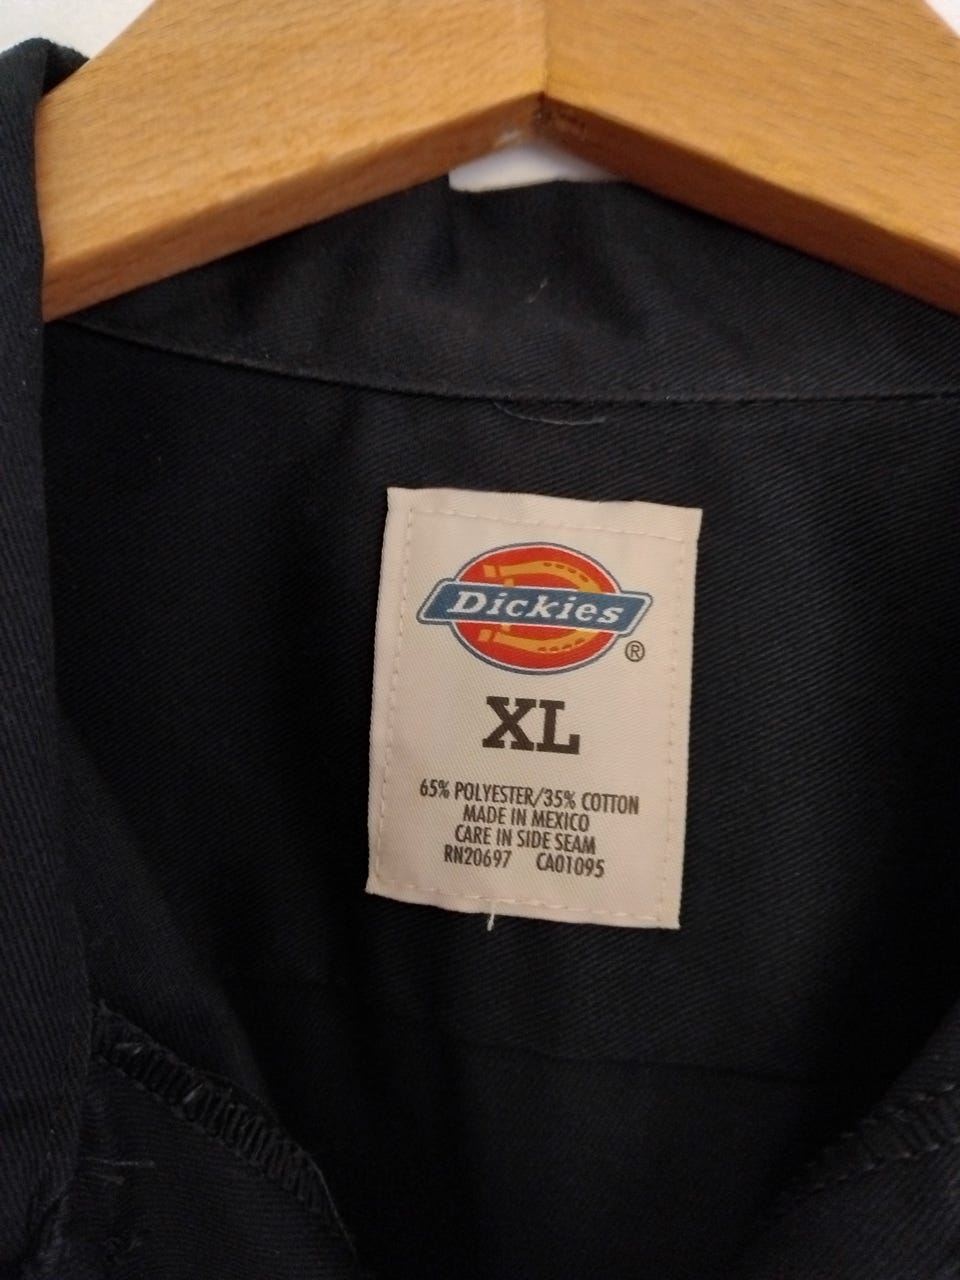 Dickies
®
XL
65% POLYESTER/35% COTTON
MADE IN MEXICO
CARE IN SIDE SEAM
RN20697 CA01095